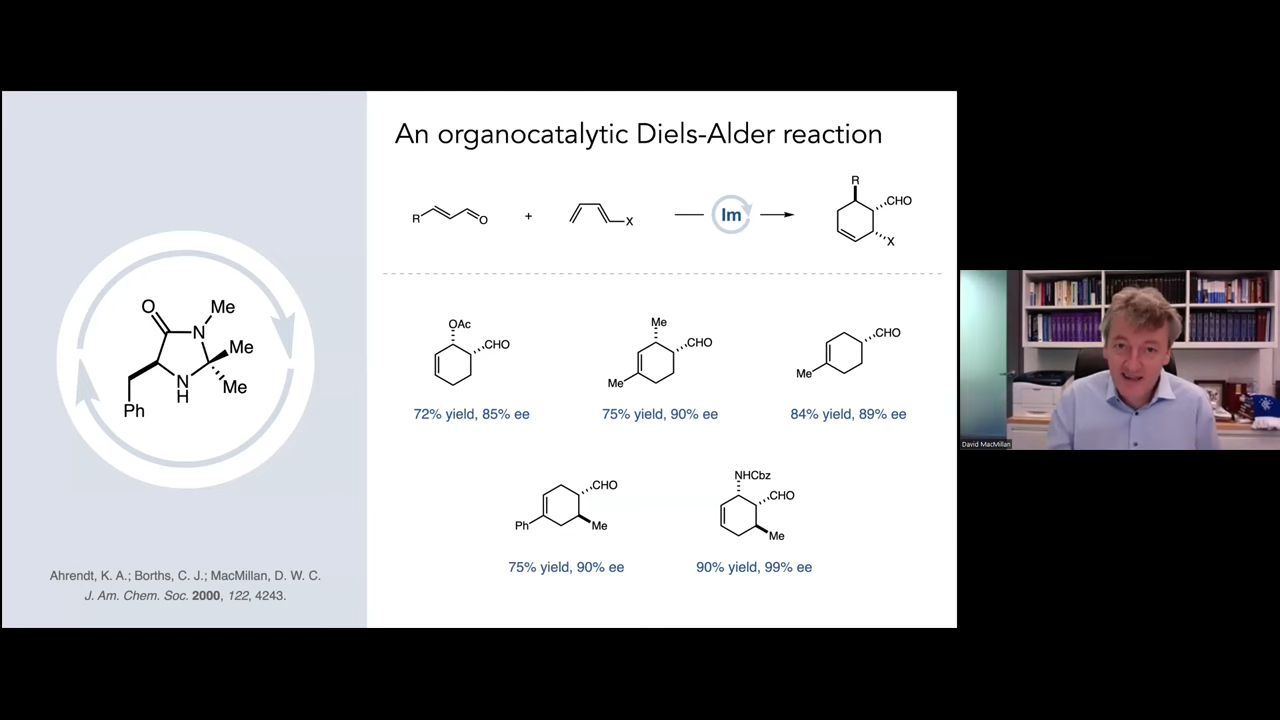 An organocatalytic Diels-Alder reaction
R
O
+
X
Im
R
CHO
X
O
Me
N
Me
Me
N
H
Ph
OAc
CHO
72% yield, 85% ee
Me
CHO
Me
75% yield, 90% ee
CHO
Me
84% yield, 89% ee
CHO
Ph
Me
75% yield, 90% ee
NHCbz
CHO
Me
90% yield, 99% ee
Ahrendt, K. A.; Borths, C. J.; MacMillan, D. W. C.
J. Am. Chem. Soc. 2000, 122, 4243.
David MacMillan